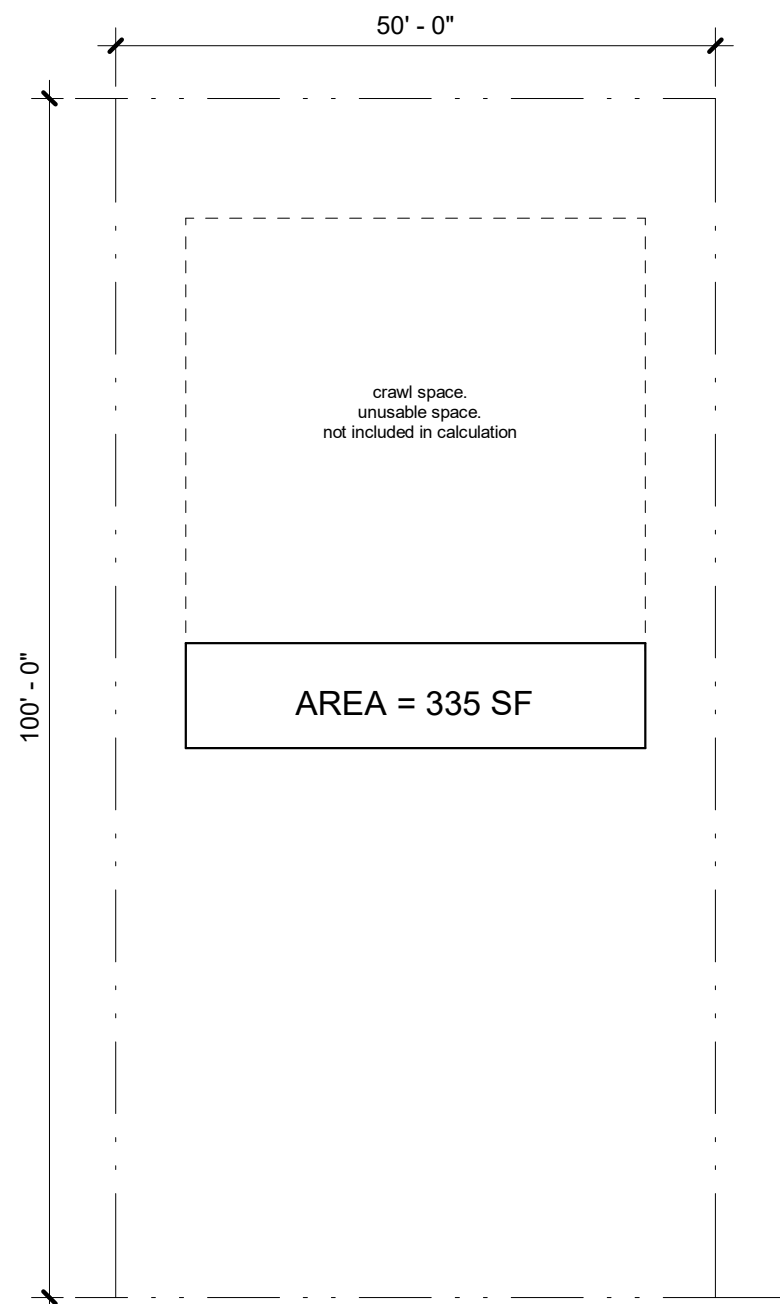 50' - 0"
crawl space.
unusable space.
not included in calculation
100' - 0"
AREA = 335 SF